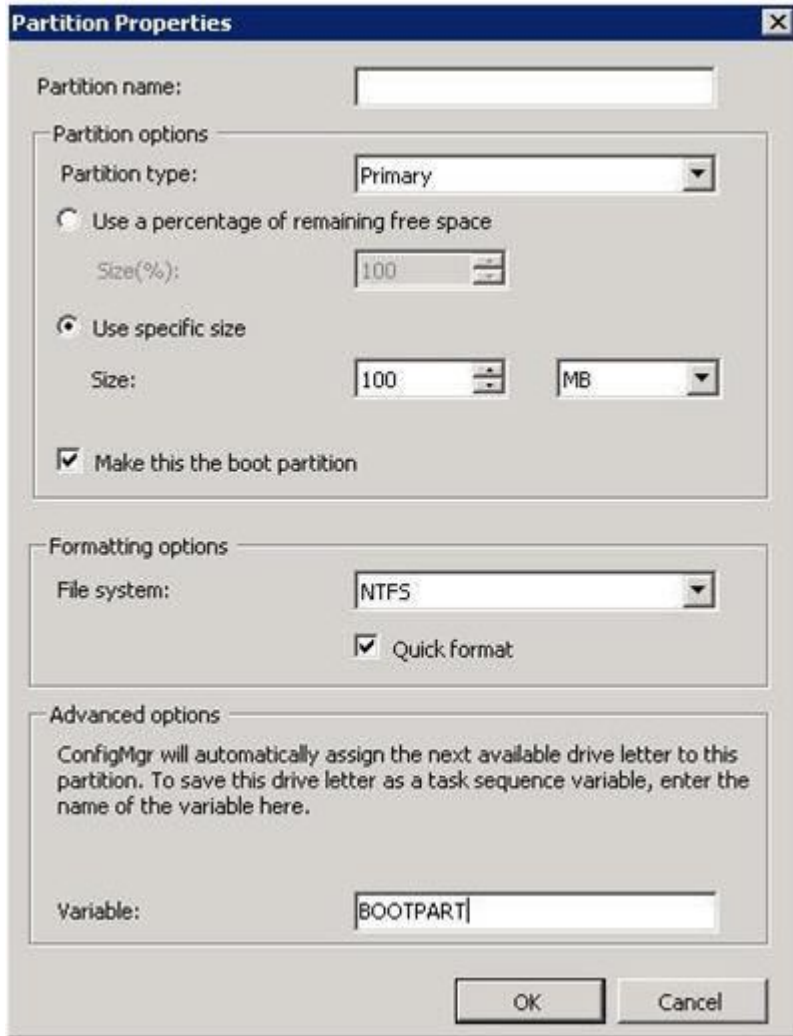 Partition Properties
Partition name:
Partition options
Partition type: Primary
Use a percentage of remaining free space
Size(%): 100
Use specific size
Size: 100 MB
Make this the boot partition
Formatting options
File system: NTFS
Quick format
Advanced options
ConfigMgr will automatically assign the next available drive letter to this
partition. To save this drive letter as a task sequence variable, enter the
name of the variable here.
Variable: BOOTPART
OK Cancel